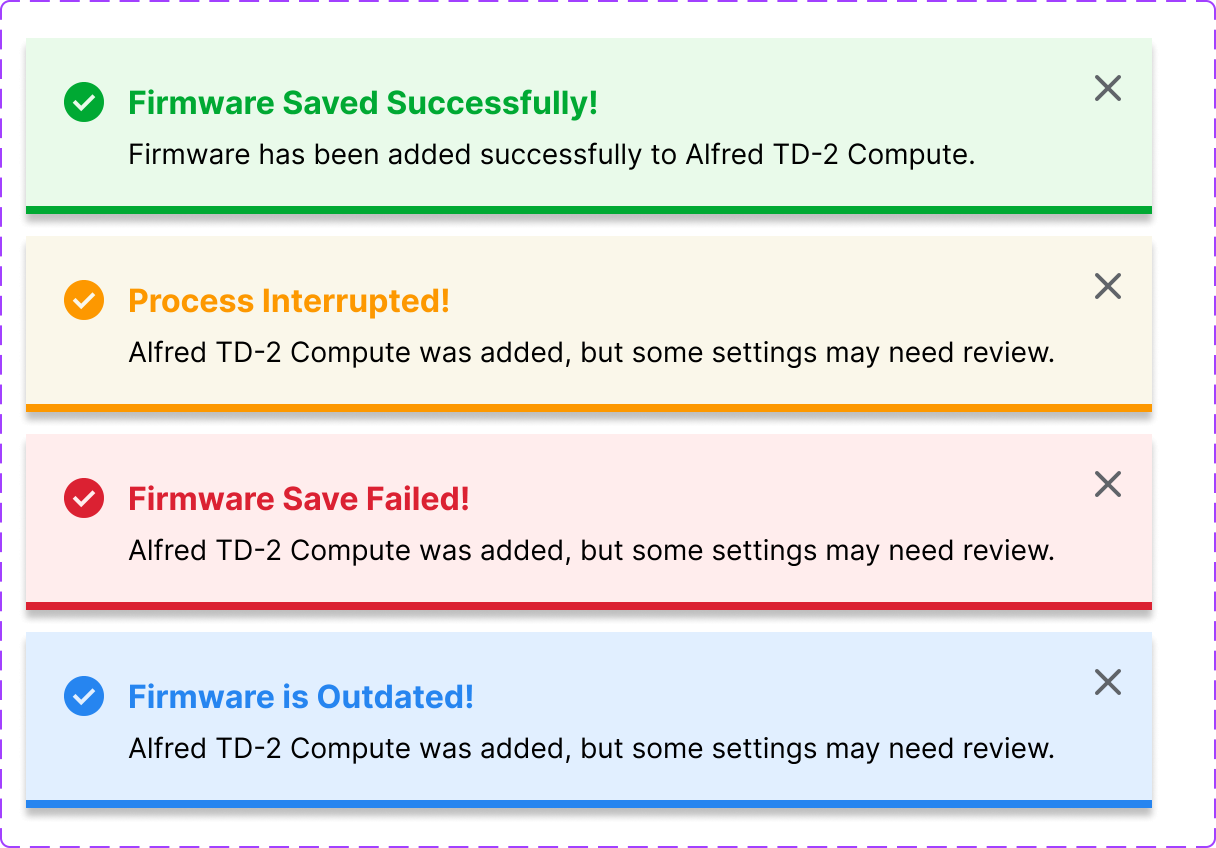 Firmware Saved Successfully!
Firmware has been added successfully to Alfred TD-2 Compute.
Process Interrupted!
Alfred TD-2 Compute was added, but some settings may need review.
Firmware Save Failed!
Alfred TD-2 Compute was added, but some settings may need review.
Firmware is Outdated!
Alfred TD-2 Compute was added, but some settings may need review.